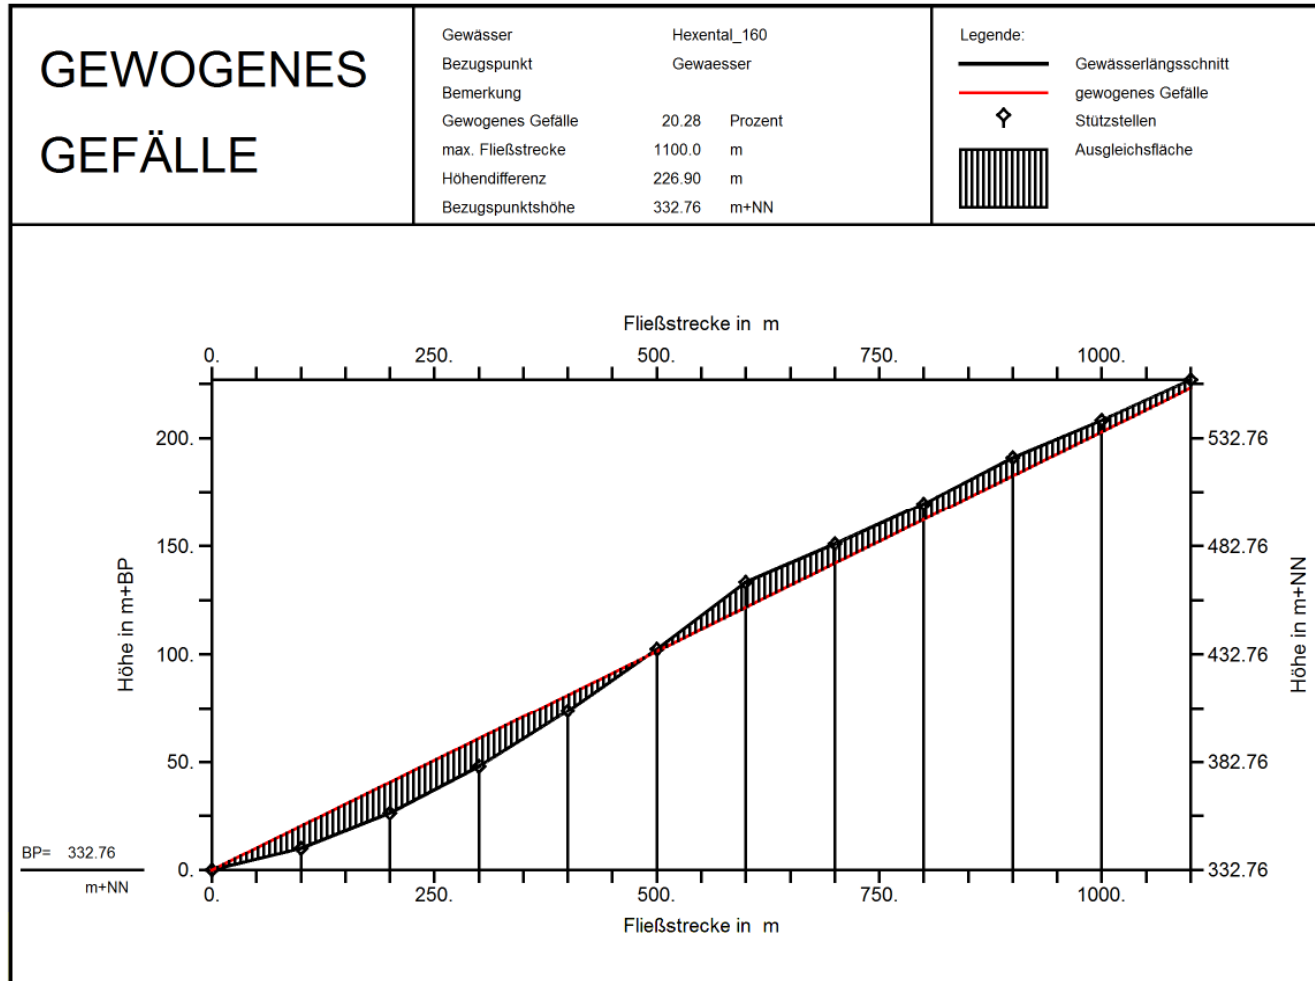 GEWOGENES
GEFÄLLE
Gewässer Hexental_160
Bezugspunkt Gewaesser
Bemerkung
Gewogenes Gefälle 20.28 Prozent
max. Fließstrecke 1100.0 m
Höhendifferenz 226.90 m
Bezugspunktshöhe 332.76 m+NN
Legende:
Gewässerlängsschnitt
gewogenes Gefälle
Stützstellen
Ausgleichsfläche
Fließstrecke in m
0. 250. 500. 750. 1000.
200. 532.76
150. 482.76
100. 432.76
50. 382.76
0. 332.76
Höhe in m+BP
Höhe in m+NN
BP= 332.76
m+NN
0. 250. 500. 750. 1000.
Fließstrecke in m